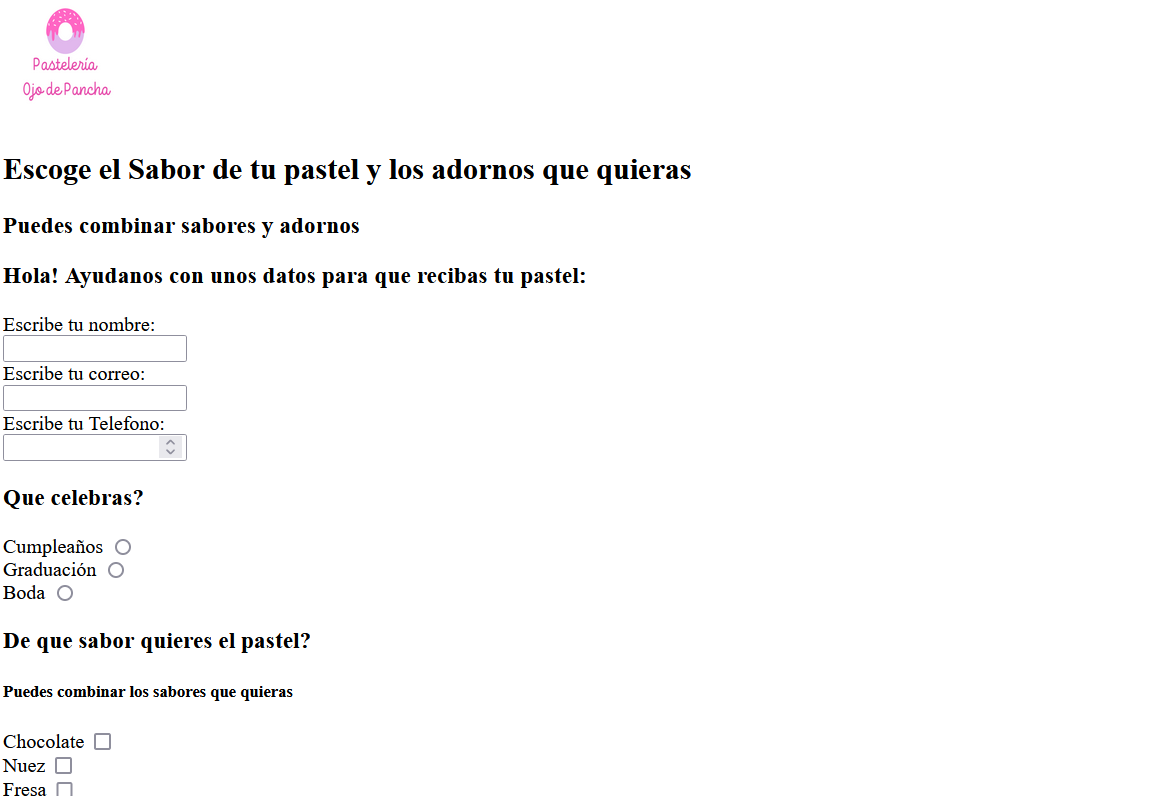 Pastelería
Ojo de Pancha
Escoge el Sabor de tu pastel y los adornos que quieras
Puedes combinar sabores y adornos
Hola! Ayudanos con unos datos para que recibas tu pastel:
Escribe tu nombre:
Escribe tu correo:
Escribe tu Telefono:
Que celebras?
Cumpleaños
Graduación
Boda
De que sabor quieres el pastel?
Puedes combinar los sabores que quieras
Chocolate
Nuez
Fresa